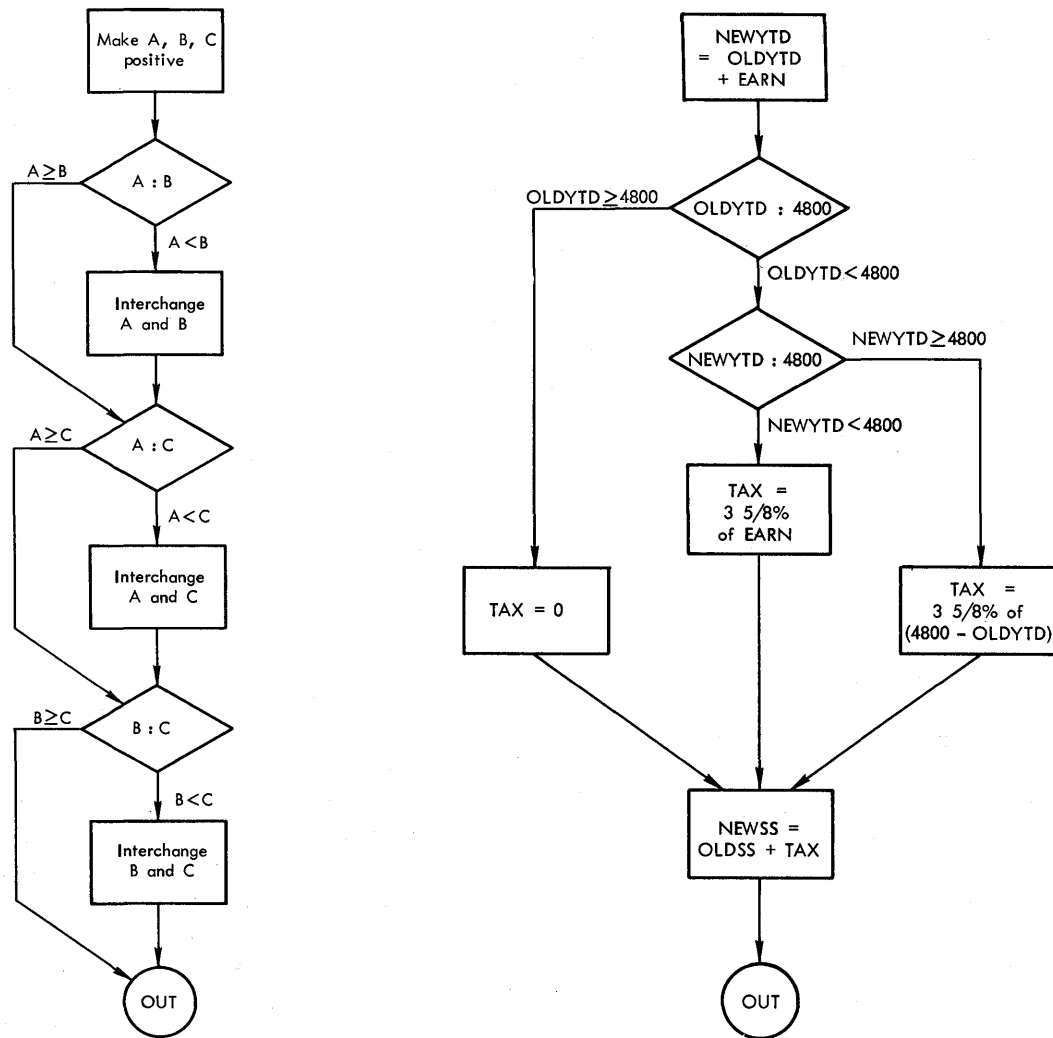 Make A, B, C
positive
A≥B
A : B
A<B
Interchange
A and B
A≥C
A : C
A<C
Interchange
A and C
B≥C
B : C
B<C
Interchange
B and C
OUT
NEWYTD
= OLDYTD
+ EARN
OLDYTD≥4800
OLDYTD : 4800
OLDYTD<4800
NEWYTD : 4800
NEWYTD≥4800
NEWYTD<4800
TAX =
3 5/8%
of EARN
TAX = 0
TAX =
3 5/8% of
(4800 - OLDYTD)
NEWSS =
OLDSS + TAX
OUT